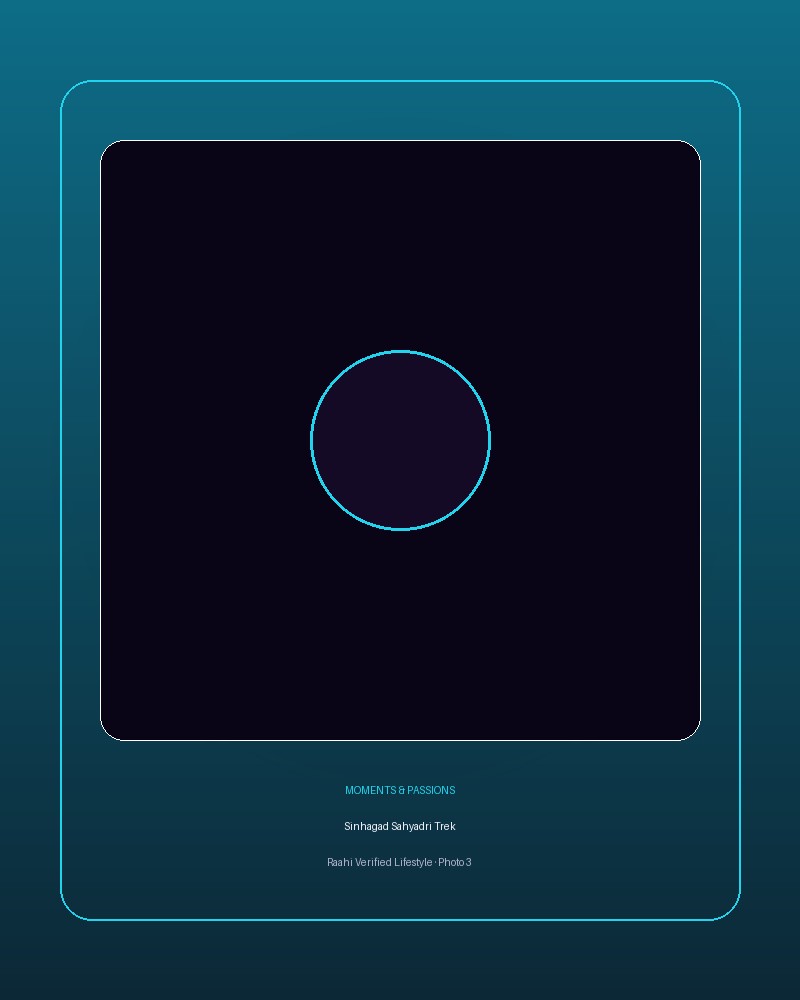 MOMENTS & PASSIONS
Sinhagad Sahyadri Trek
Raahi Verified Lifestyle · Photo 3